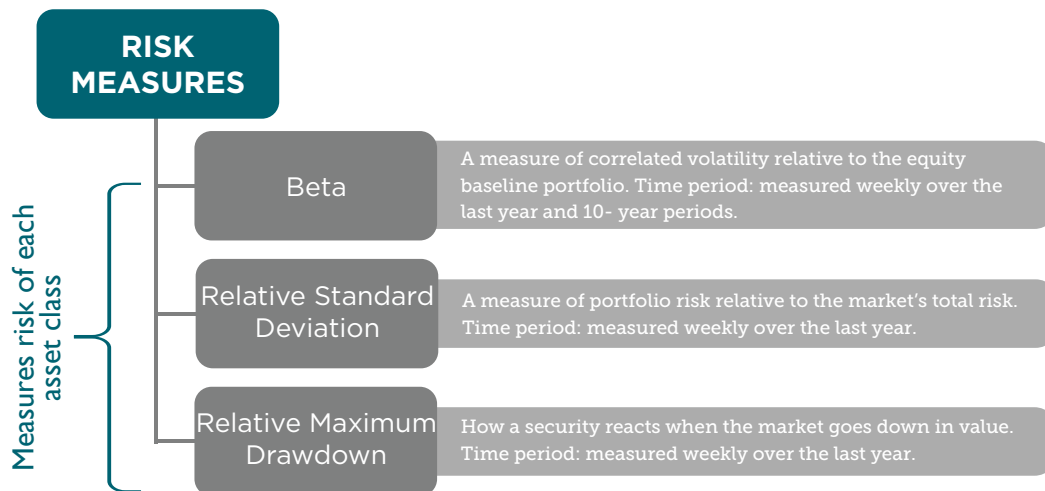 RISK
MEASURES
Measures risk of each
asset class
Beta
A measure of correlated volatility relative to the equity
baseline portfolio. Time period: measured weekly over the
last year and 10- year periods.
Relative Standard
Deviation
A measure of portfolio risk relative to the market’s total risk.
Time period: measured weekly over the last year.
Relative Maximum
Drawdown
How a security reacts when the market goes down in value.
Time period: measured weekly over the last year.